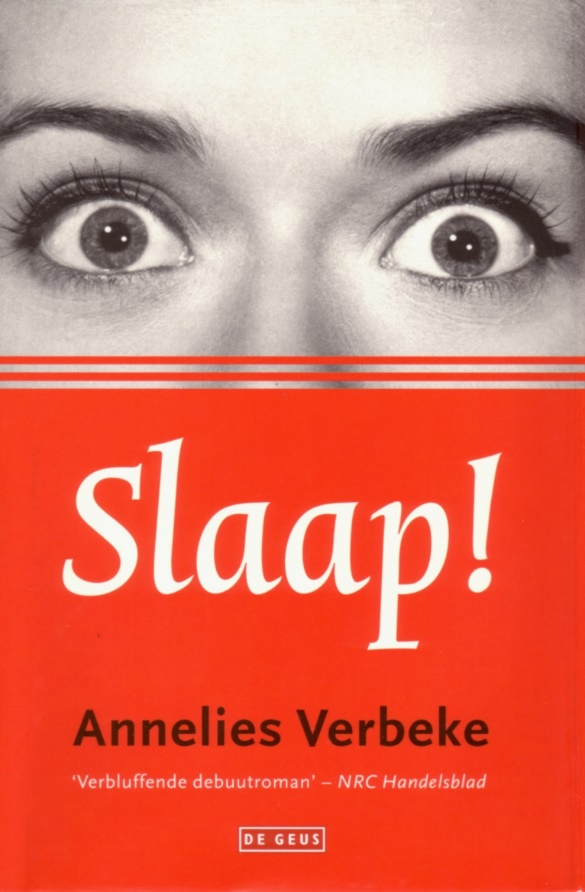 Slaap!
Annelies Verbeke
‘Verbluffende debuutroman’ – NRC Handelsblad
DE GEUS